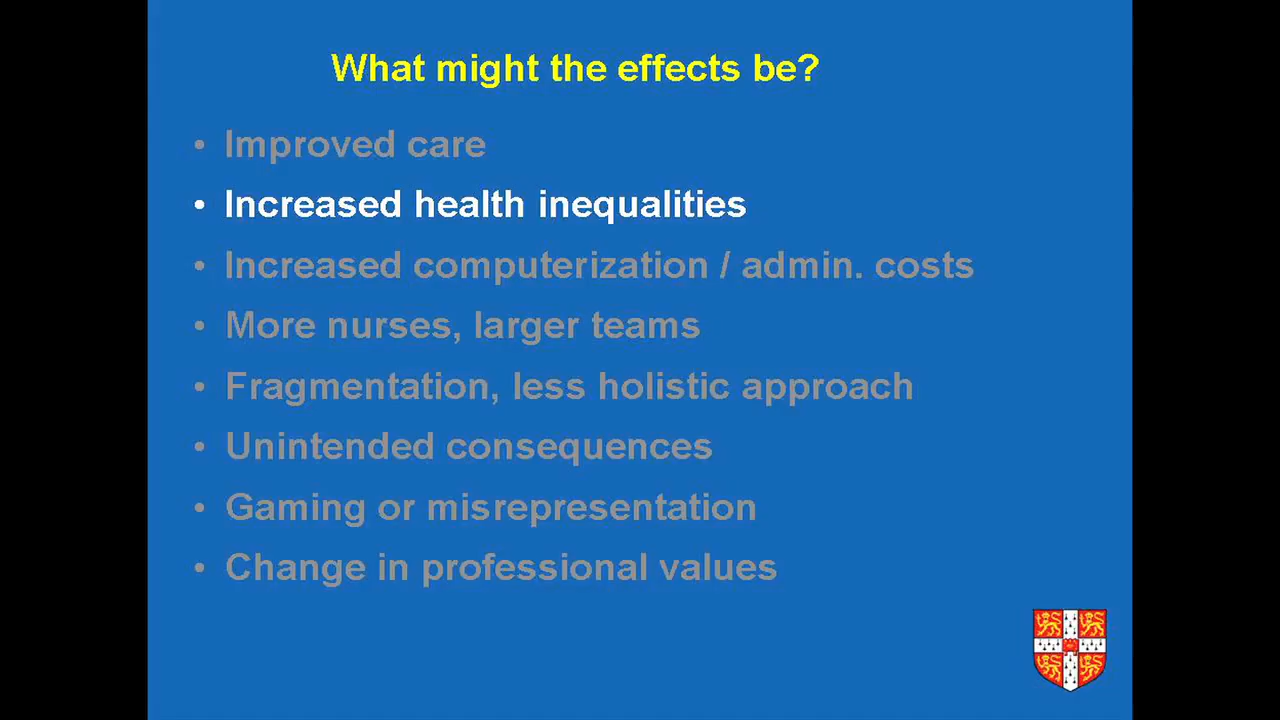 What might the effects be?
• Improved care
• Increased health inequalities
• Increased computerization / admin. costs
• More nurses, larger teams
• Fragmentation, less holistic approach
• Unintended consequences
• Gaming or misrepresentation
• Change in professional values